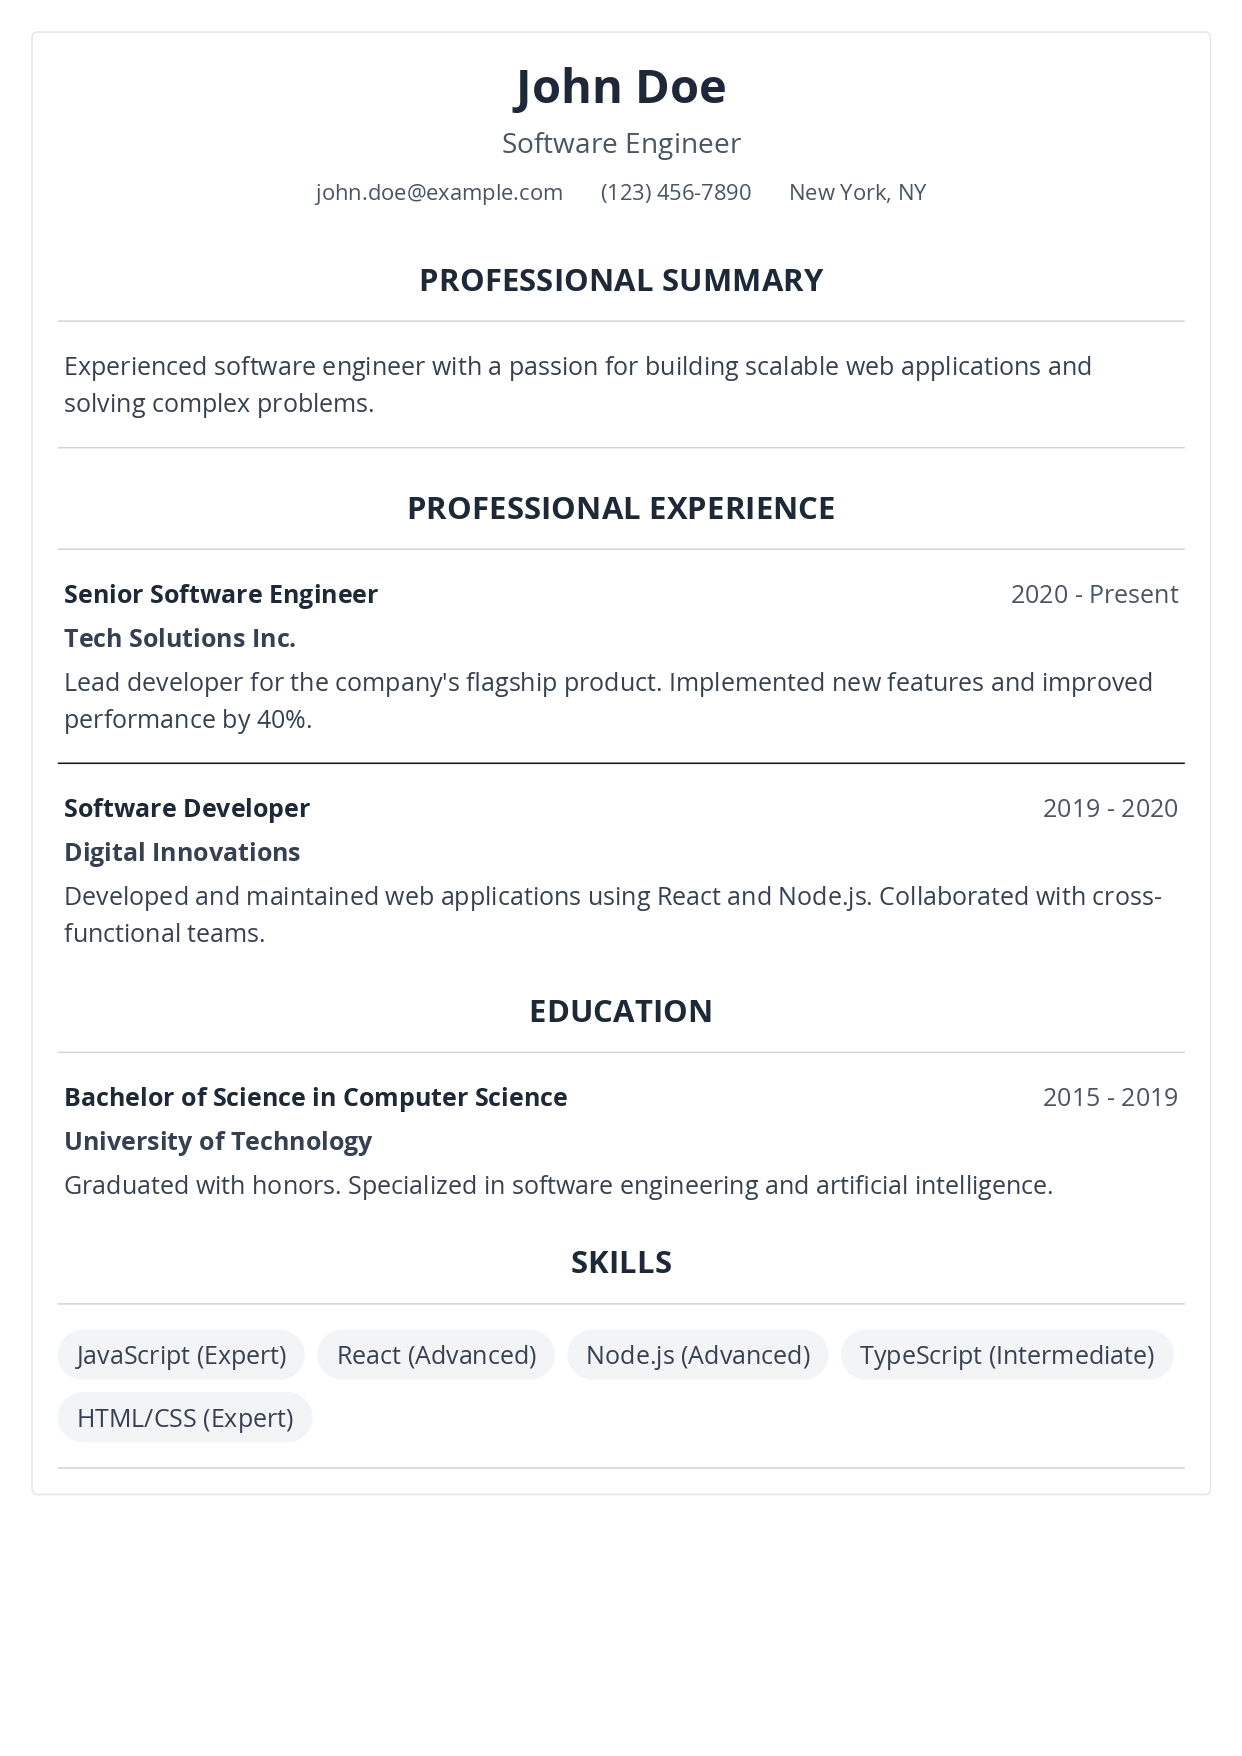 John Doe
Software Engineer
john.doe@example.com (123) 456-7890 New York, NY
PROFESSIONAL SUMMARY
Experienced software engineer with a passion for building scalable web applications and
solving complex problems.
PROFESSIONAL EXPERIENCE
Senior Software Engineer 2020 - Present
Tech Solutions Inc.
Lead developer for the company's flagship product. Implemented new features and improved
performance by 40%.
Software Developer 2019 - 2020
Digital Innovations
Developed and maintained web applications using React and Node.js. Collaborated with cross-
functional teams.
EDUCATION
Bachelor of Science in Computer Science 2015 - 2019
University of Technology
Graduated with honors. Specialized in software engineering and artificial intelligence.
SKILLS
JavaScript (Expert) React (Advanced) Node.js (Advanced) TypeScript (Intermediate)
HTML/CSS (Expert)